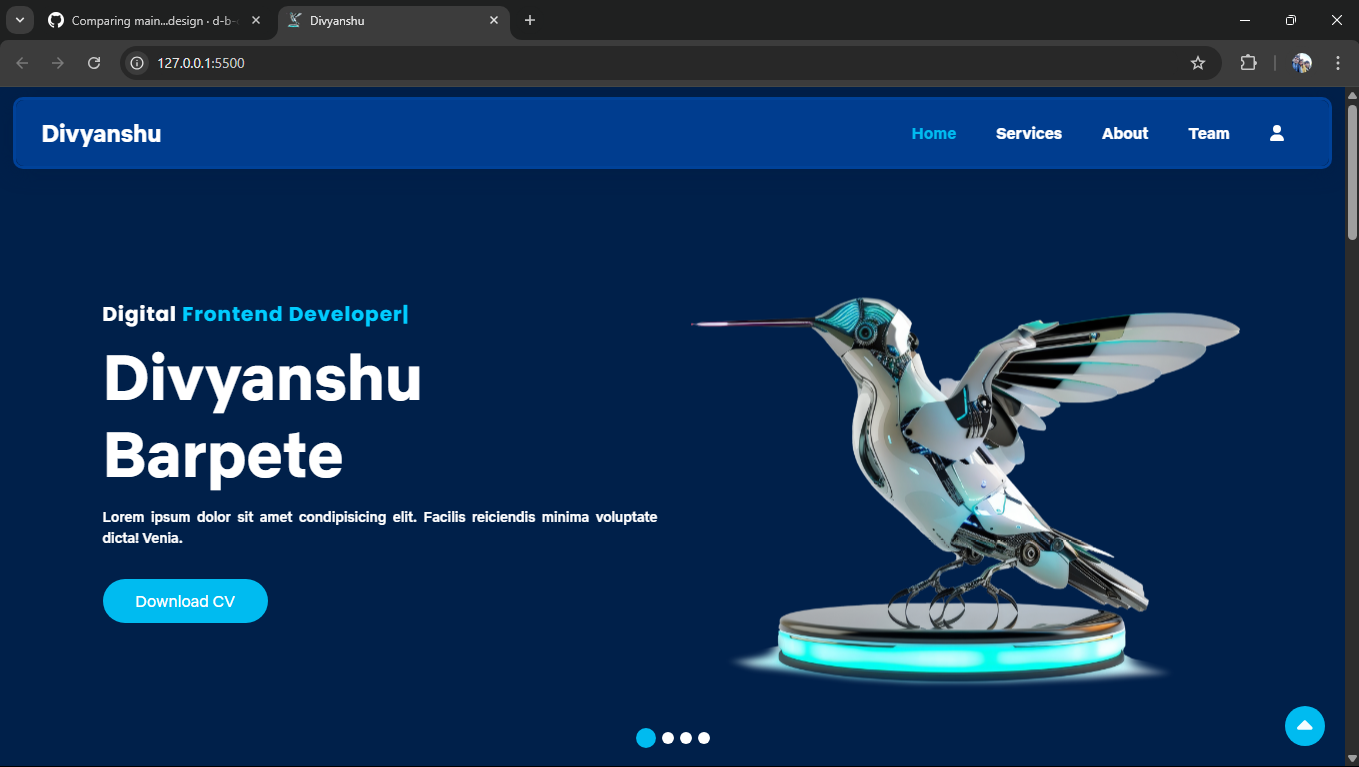 Comparing main...design · d-b-
Divyanshu
127.0.0.1:5500
Divyanshu
Home Services About Team
Digital Frontend Developer|
Divyanshu
Barpete
Lorem ipsum dolor sit amet condipisicing elit. Facilis reiciendis minima voluptate
dicta! Venia.
Download CV